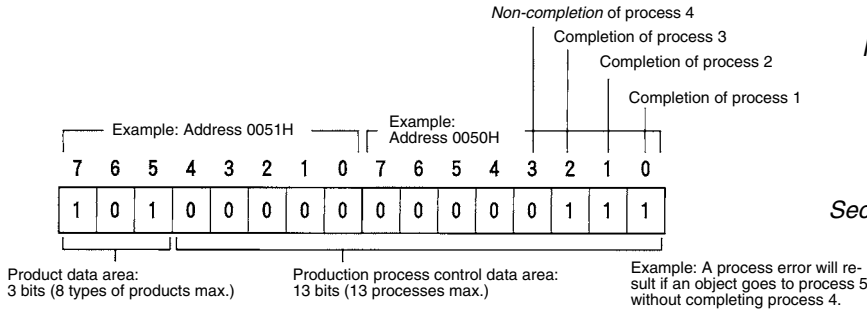 Non-completion of process 4
Completion of process 3
Completion of process 2
Completion of process 1
Example: Address 0051H
Example:
Address 0050H
7 6 5 4 3 2 1 0 7 6 5 4 3 2 1 0
1 0 1 0 0 0 0 0 0 0 0 0 0 1 1 1
Product data area:
3 bits (8 types of products max.)
Production process control data area:
13 bits (13 processes max.)
Example: A process error will re-
sult if an object goes to process 5
without completing process 4.